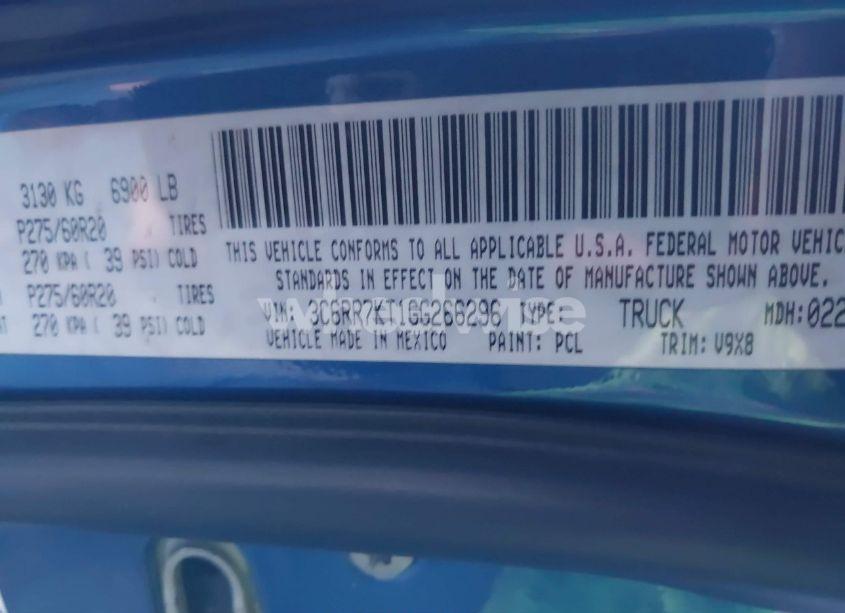 3130 KG 6900 LB
P275/60R20 TIRES
270 KPA ( 39 PSI) COLD
P275/60R20 TIRES
270 KPA ( 39 PSI) COLD
THIS VEHICLE CONFORMS TO ALL APPLICABLE U.S.A. FEDERAL MOTOR VEHIC
STANDARDS IN EFFECT ON THE DATE OF MANUFACTURE SHOWN ABOVE.
VIN: 3C6RR7KT1GG266296 TYPE: TRUCK MDH:022
VEHICLE MADE IN MEXICO PAINT: PCL TRIM: V9X8